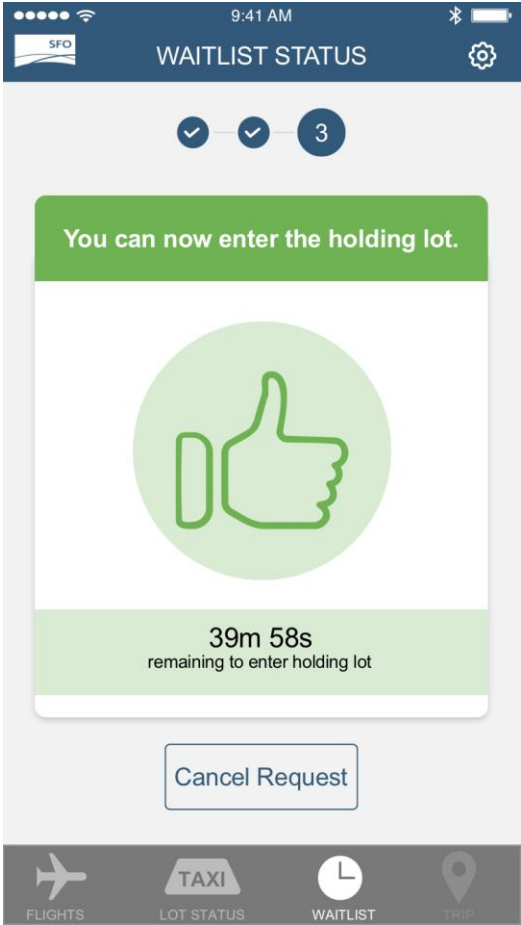 9:41 AM
SFO
WAITLIST STATUS
3
You can now enter the holding lot.
39m 58s
remaining to enter holding lot
Cancel Request
TAXI
FLIGHTS
LOT STATUS
WAITLIST
TRIP